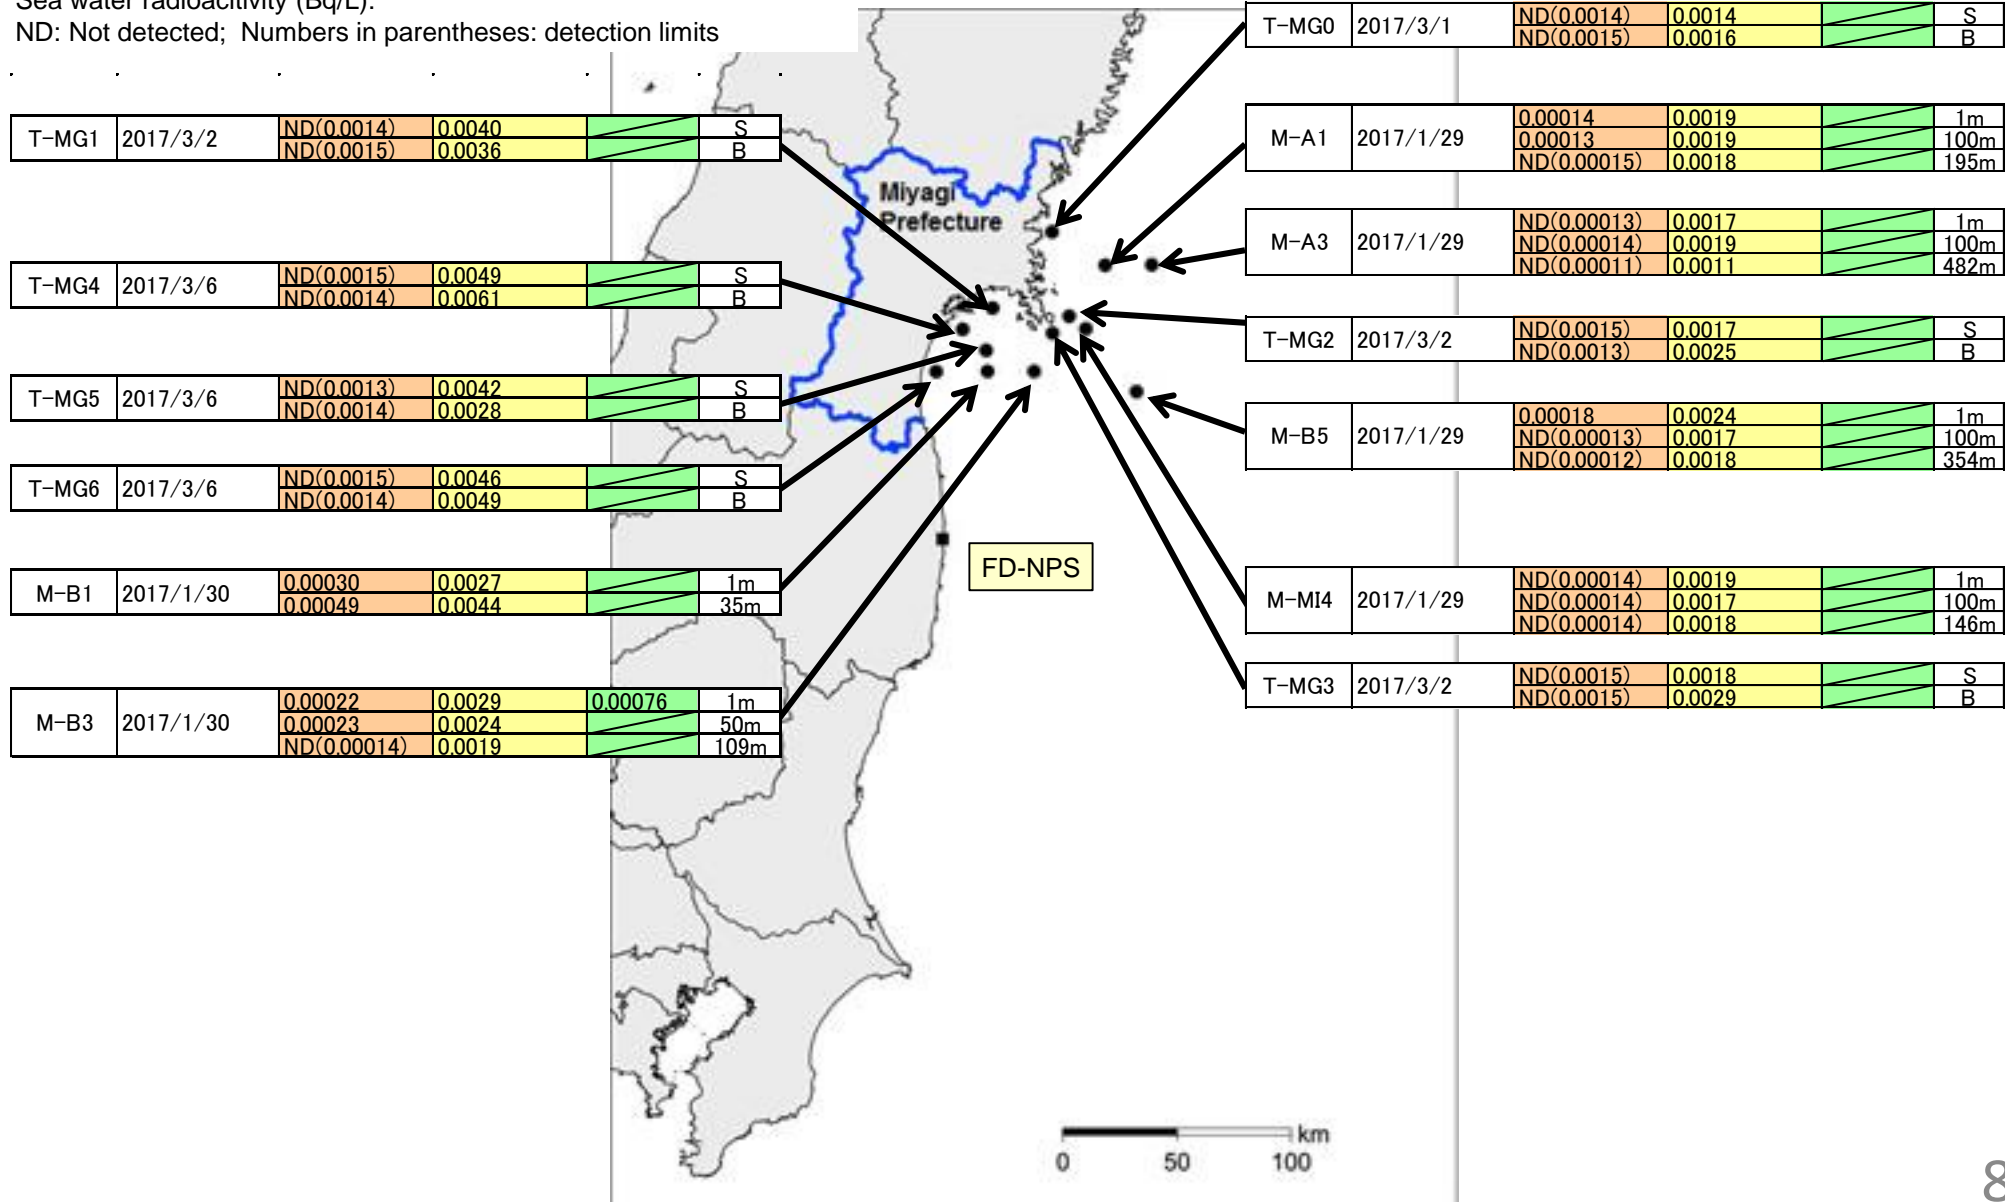 Sea water radioacitivity (Bq/L).
ND: Not detected; Numbers in parentheses: detection limits
T-MG1 2017/3/2 ND(0.0014) 0.0040 S
ND(0.0015) 0.0036 B
T-MG4 2017/3/6 ND(0.0015) 0.0049 S
ND(0.0014) 0.0061 B
T-MG5 2017/3/6 ND(0.0013) 0.0042 S
ND(0.0014) 0.0028 B
T-MG6 2017/3/6 ND(0.0015) 0.0046 S
ND(0.0014) 0.0049 B
M-B1 2017/1/30 0.00030 0.0027 1m
0.00049 0.0044 35m
M-B3 2017/1/30 0.00022 0.0029 0.00076 1m
0.00023 0.0024 50m
ND(0.00014) 0.0019 109m
Miyagi
Prefecture
FD-NPS
T-MG0 2017/3/1 ND(0.0014) 0.0014 S
ND(0.0015) 0.0016 B
M-A1 2017/1/29 0.00014 0.0019 1m
0.00013 0.0019 100m
ND(0.00015) 0.0018 195m
M-A3 2017/1/29 ND(0.00013) 0.0017 1m
ND(0.00014) 0.0019 100m
ND(0.00011) 0.0011 482m
T-MG2 2017/3/2 ND(0.0015) 0.0017 S
ND(0.0013) 0.0025 B
M-B5 2017/1/29 0.00018 0.0024 1m
ND(0.00013) 0.0017 100m
ND(0.00012) 0.0018 354m
M-MI4 2017/1/29 ND(0.00014) 0.0019 1m
ND(0.00014) 0.0017 100m
ND(0.00014) 0.0018 146m
T-MG3 2017/3/2 ND(0.0015) 0.0018 S
ND(0.0015) 0.0029 B
km
0 50 100
8